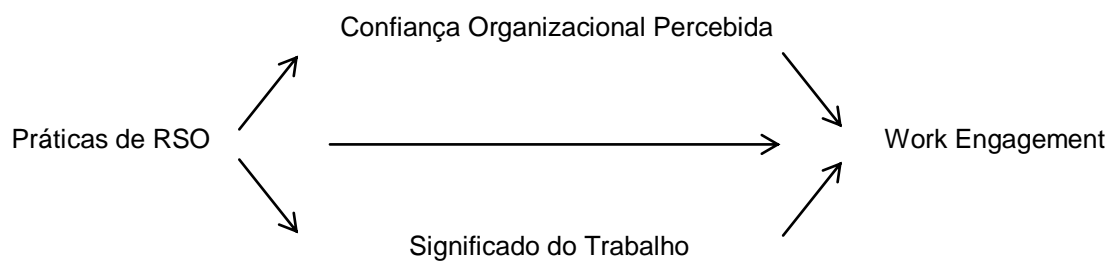 Confiança Organizacional Percebida
Práticas de RSO
Work Engagement
Significado do Trabalho